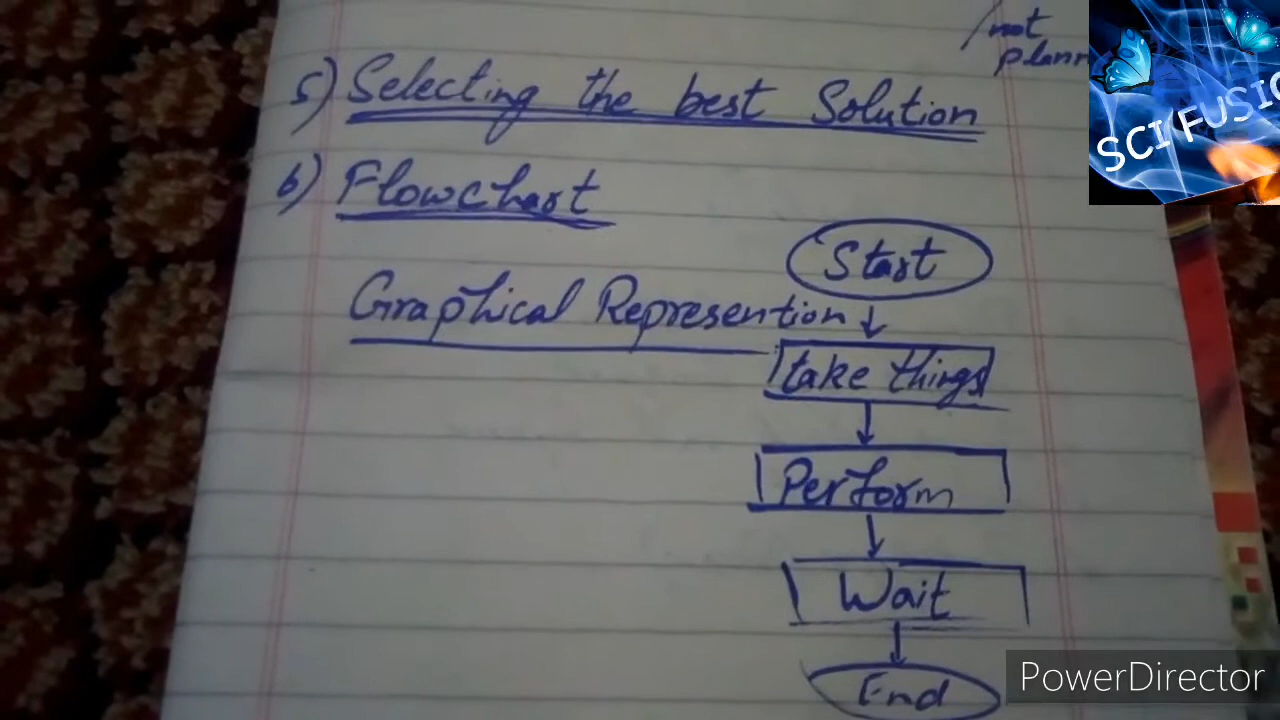 /not
plann
5) Selecting the best Solution
6) Flowchart
Start
Graphical Represention
take things
Perform
Wait
End
SCI FUSIO
PowerDirector